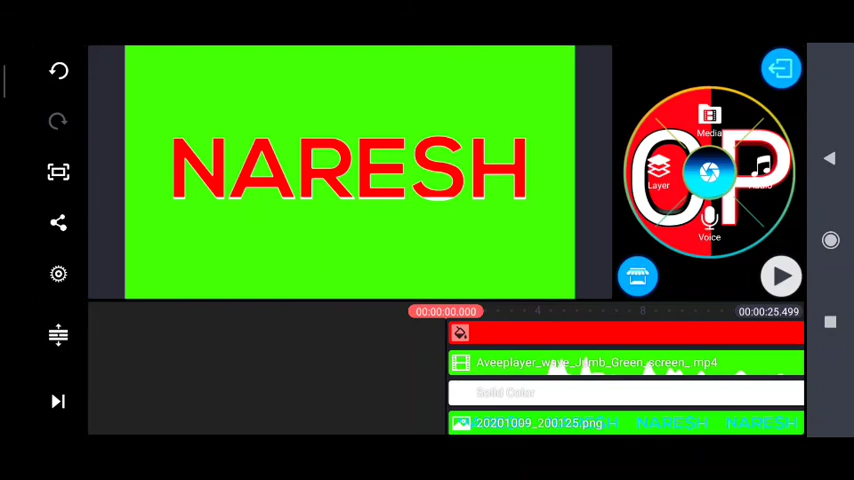 NARESH
OP
Media
Layer
Audio
Voice
00:00:00.000
4
8
00:00:25.499
Aveeplayer_wave_Jumb_Green_screen_.mp4
Solid Color
20201009_200125.png
NARESH
NARESH